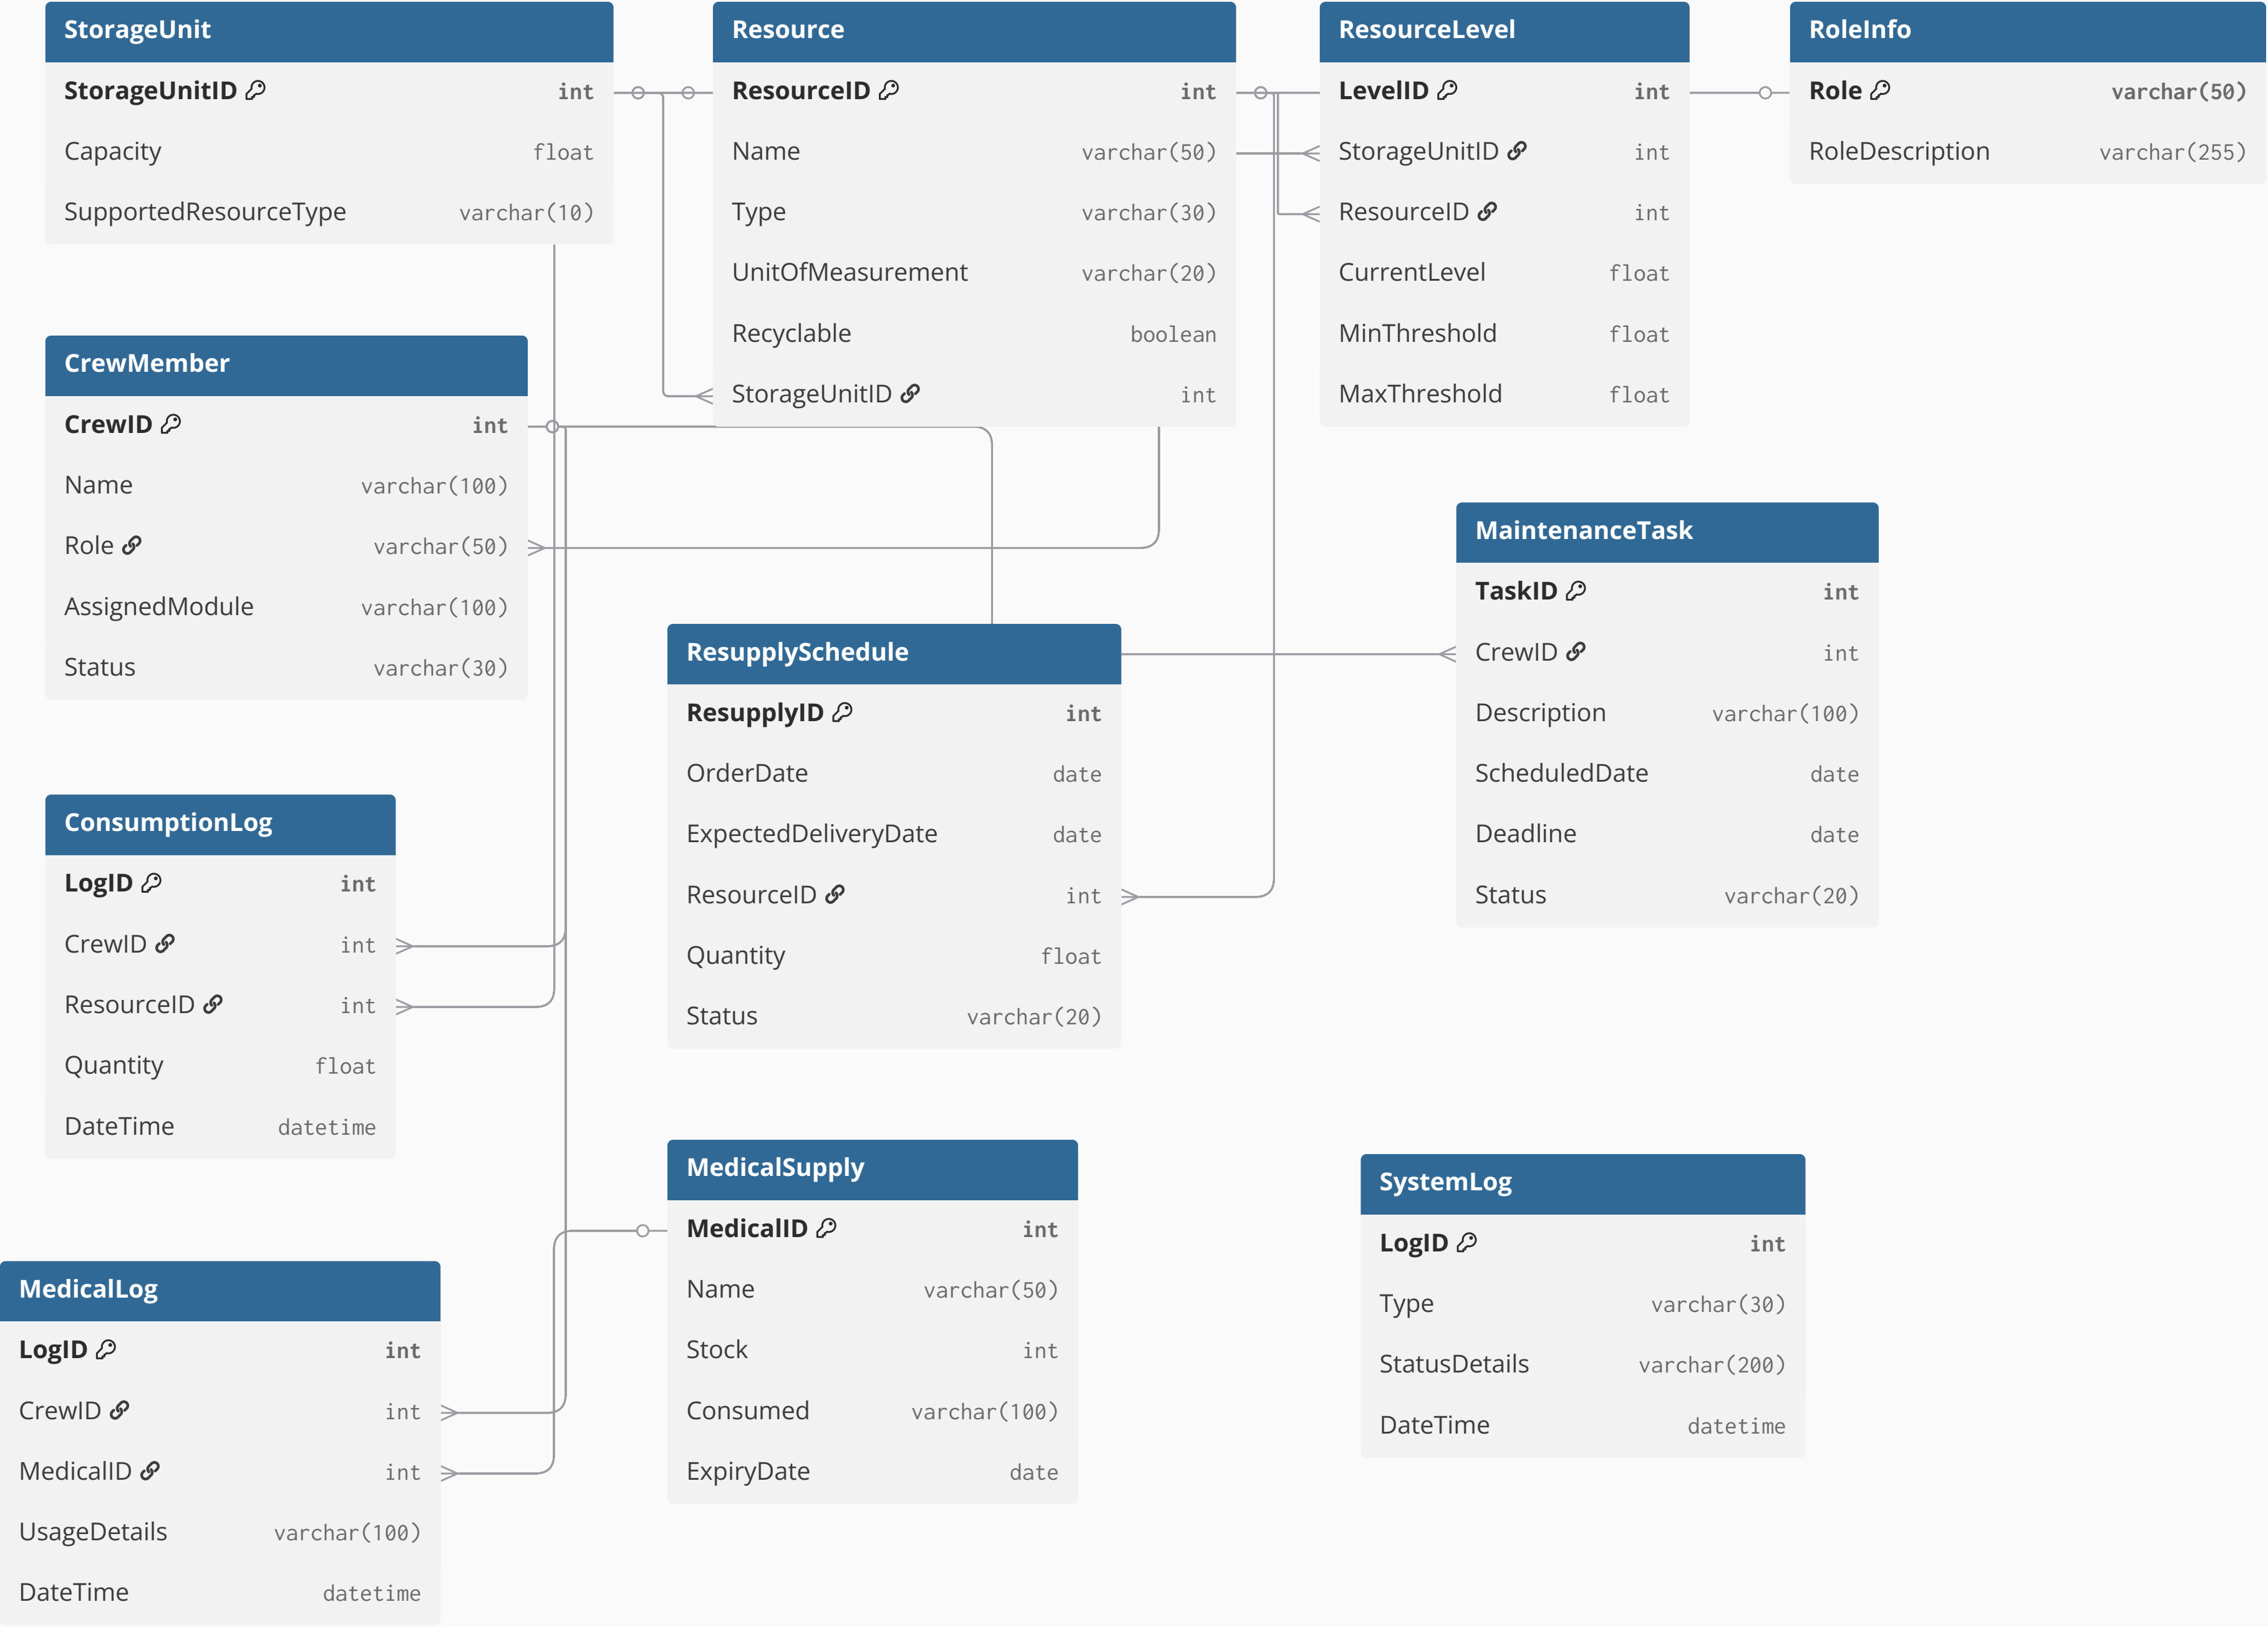 StorageUnit
StorageUnitID int
Capacity float
SupportedResourceType varchar(10)
Resource
ResourceID int
Name varchar(50)
Type varchar(30)
UnitOfMeasurement varchar(20)
Recyclable boolean
StorageUnitID int
ResourceLevel
LevelID int
StorageUnitID int
ResourceID int
CurrentLevel float
MinThreshold float
MaxThreshold float
RoleInfo
Role varchar(50)
RoleDescription varchar(255)
CrewMember
CrewID int
Name varchar(100)
Role varchar(50)
AssignedModule varchar(100)
Status varchar(30)
MaintenanceTask
TaskID int
CrewID int
Description varchar(100)
ScheduledDate date
Deadline date
Status varchar(20)
ResupplySchedule
ResupplyID int
OrderDate date
ExpectedDeliveryDate date
ResourceID int
Quantity float
Status varchar(20)
ConsumptionLog
LogID int
CrewID int
ResourceID int
Quantity float
DateTime datetime
MedicalSupply
MedicalID int
Name varchar(50)
Stock int
Consumed varchar(100)
ExpiryDate date
SystemLog
LogID int
Type varchar(30)
StatusDetails varchar(200)
DateTime datetime
MedicalLog
LogID int
CrewID int
MedicalID int
UsageDetails varchar(100)
DateTime datetime